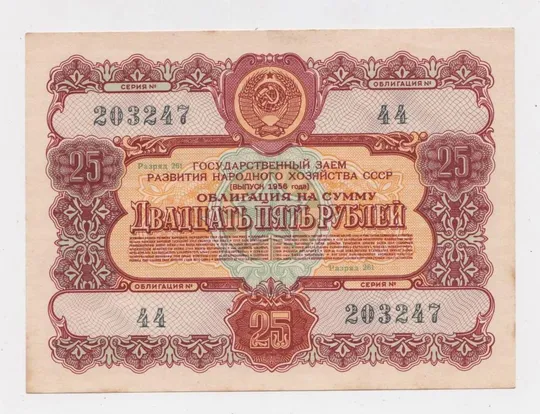 СЕРИЯ №
ОБЛИГАЦИЯ №
203247
44
25
Разряд 261
25
ГОСУДАРСТВЕННЫЙ ЗАЕМ
РАЗВИТИЯ НАРОДНОГО ХОЗЯЙСТВА СССР
(ВЫПУСК 1956 года)
ОБЛИГАЦИЯ НА СУММУ
ДВАДЦАТЬ ПЯТЬ РУБЛЕЙ
Разряд 261
ОБЛИГАЦИЯ №
СЕРИЯ №
44
25
203247